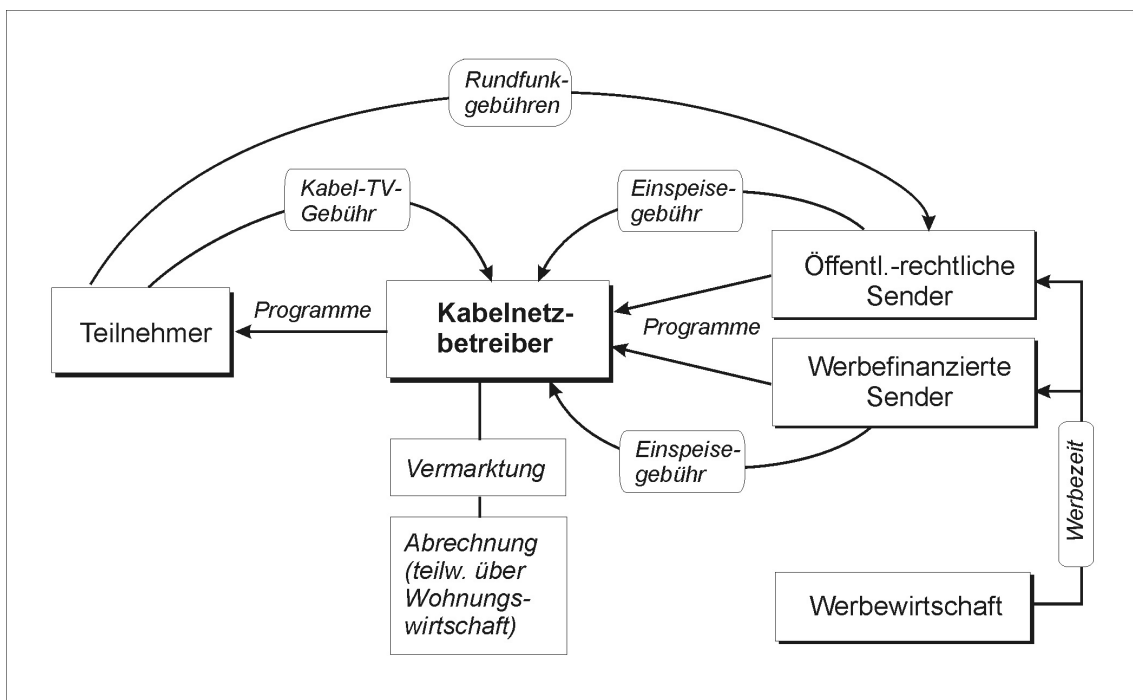 Rundfunk-
gebühren
Kabel-TV-
Gebühr
Einspeise-
gebühr
Öffentl.-rechtliche
Sender
Teilnehmer
Programme
Kabelnetz-
betreiber
Programme
Werbefinanzierte
Sender
Einspeise-
gebühr
Vermarktung
Abrechnung
(teilw. über
Wohnungs-
wirtschaft)
Werbezeit
Werbewirtschaft